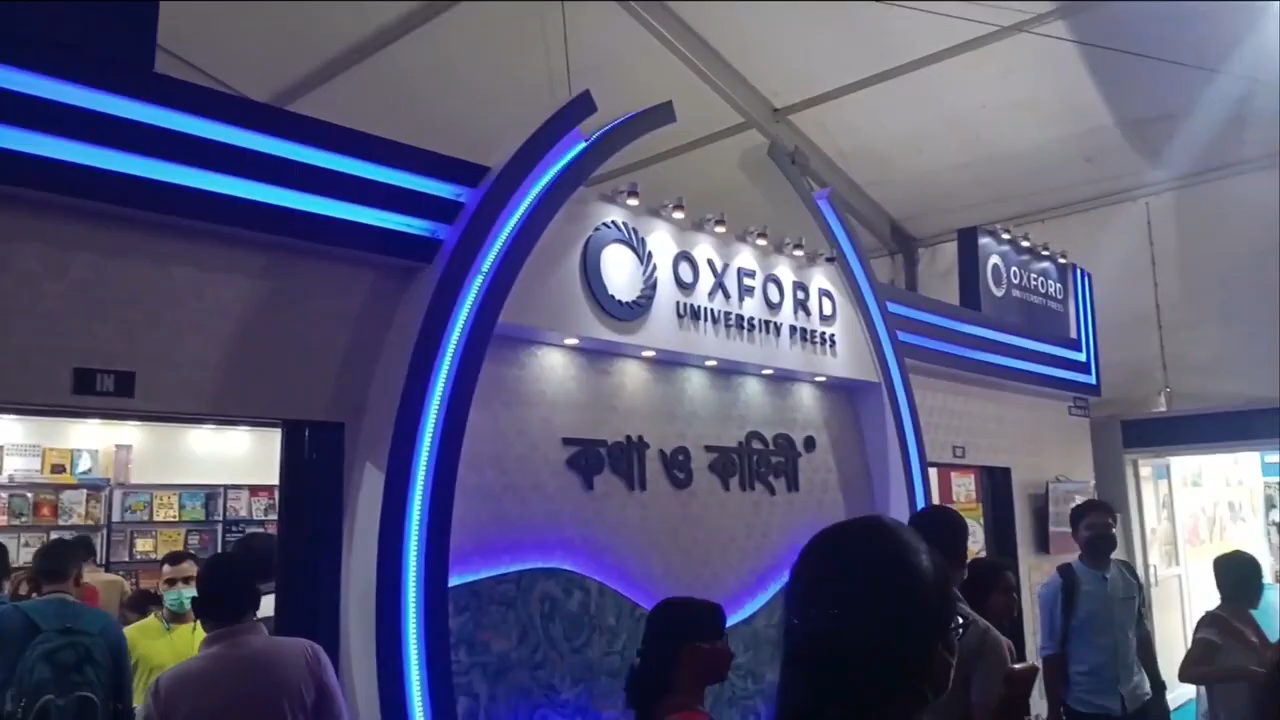 OXFORD
UNIVERSITY PRESS
OXFORD
UNIVERSITY PRESS
IN
কথা ও কাহিনী